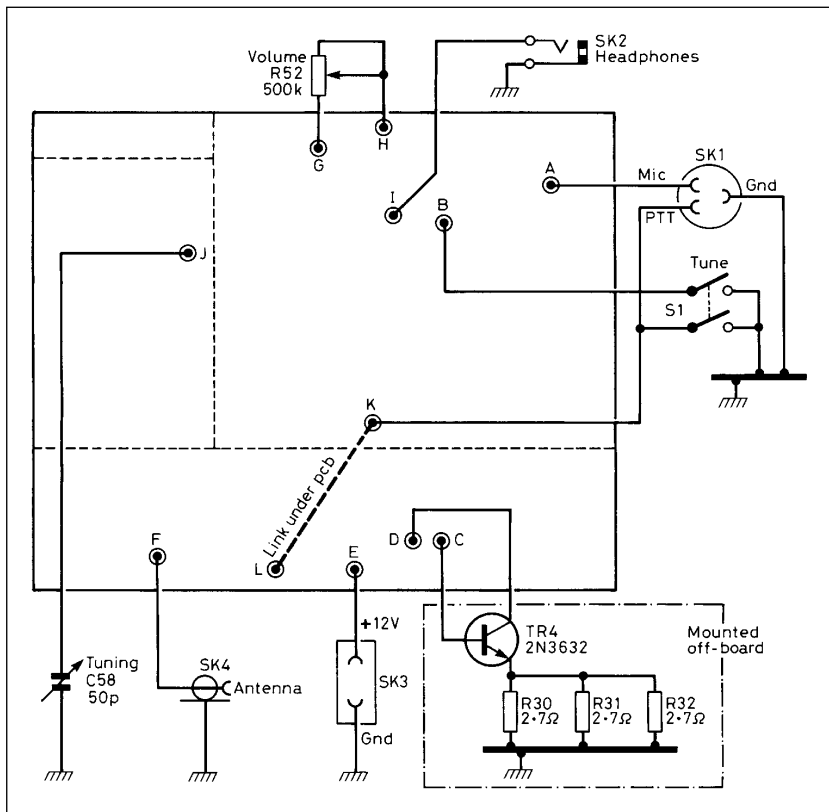 Volume
R52
500k
SK2
Headphones
H
G
A
Mic
SK1
Gnd
I
B
PTT
J
Tune
S1
K
Link under pcb
D
C
F
L
E
+12V
TR4
2N3632
Mounted
off-board
Tuning
C58
50p
SK4
Antenna
SK3
Gnd
R30
2·7Ω
R31
2·7Ω
R32
2·7Ω